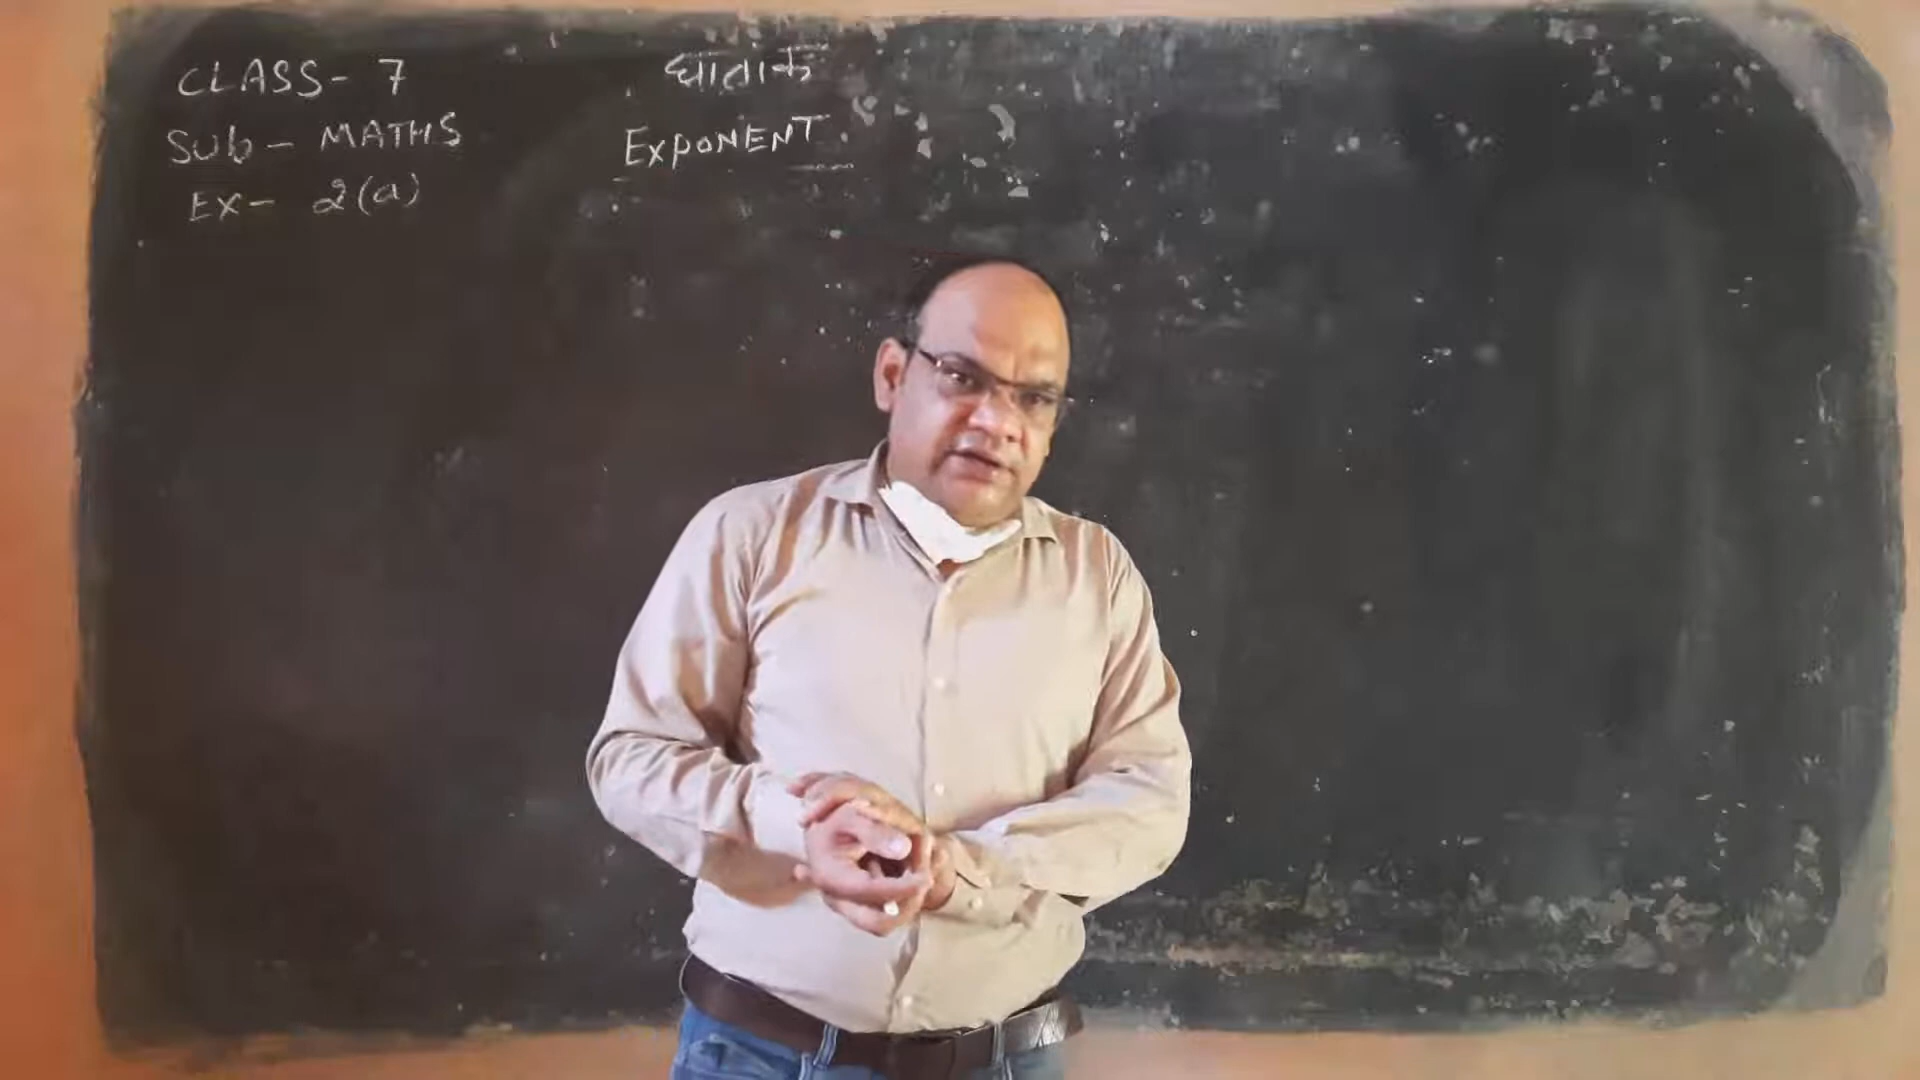 CLASS- 7
Sub - MATHS
Ex- 2(a)
घातांक
EXPONENT